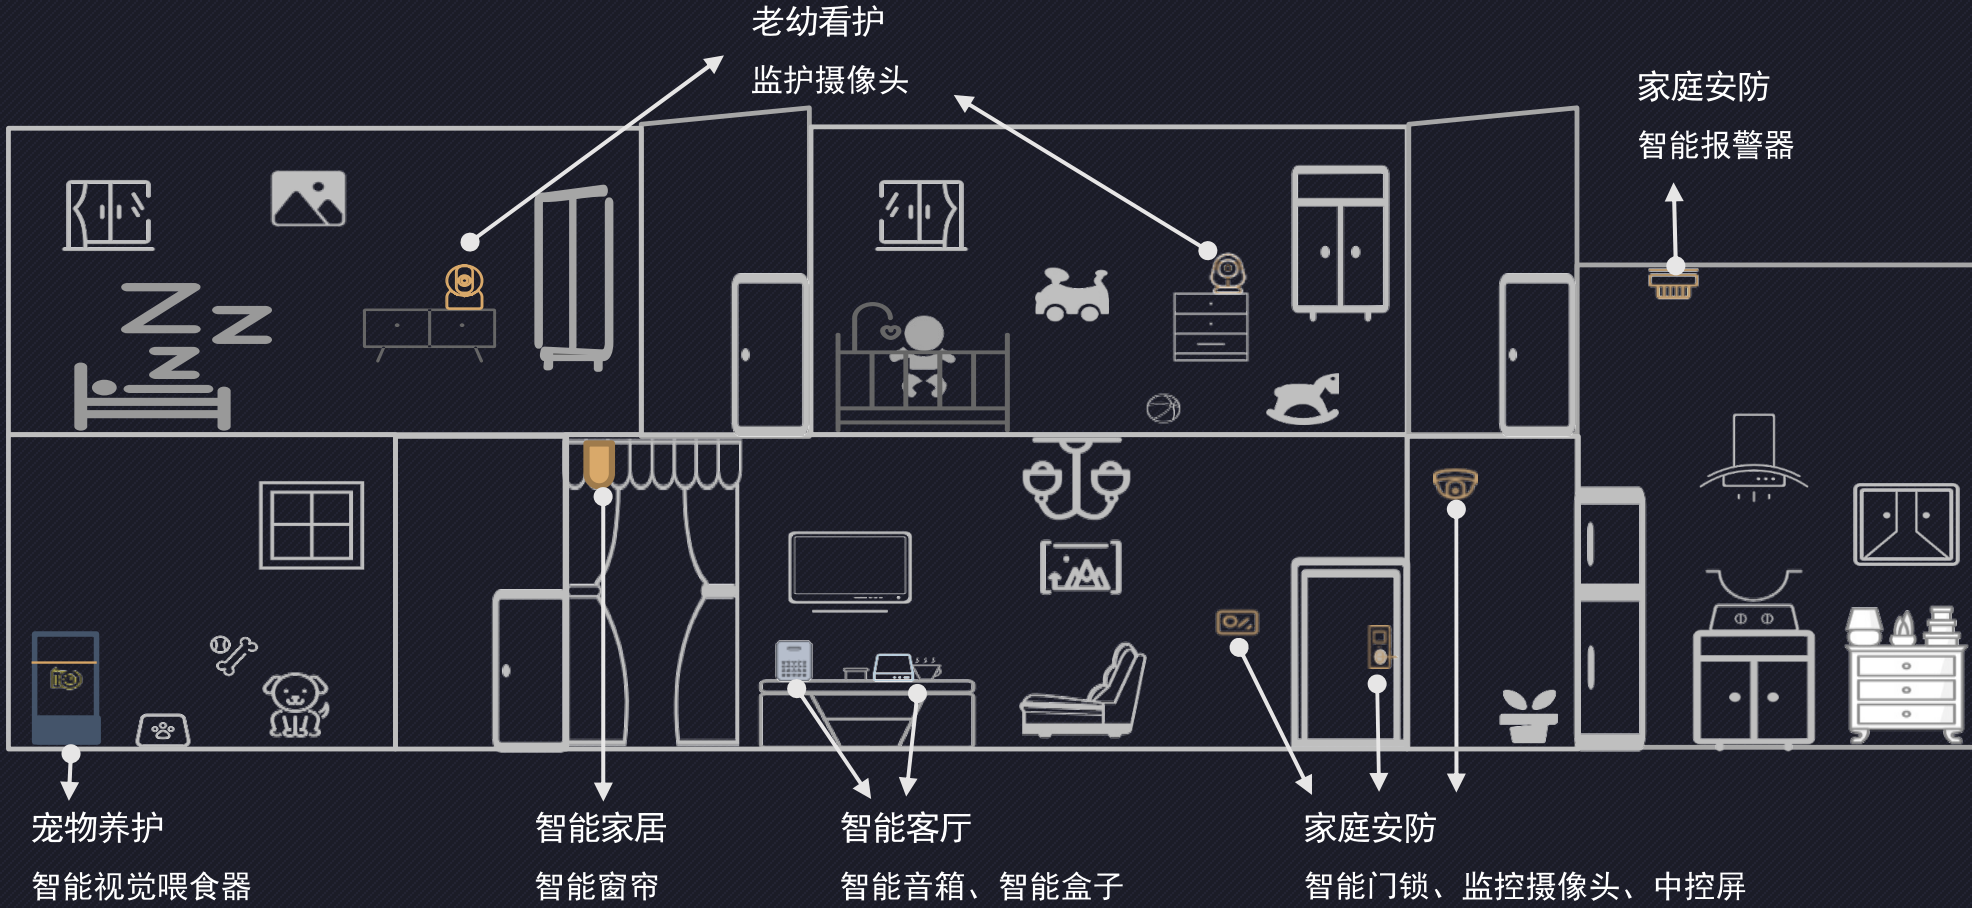 老幼看护
监护摄像头
家庭安防
智能报警器
宠物养护
智能视觉喂食器
智能家居
智能窗帘
智能客厅
智能音箱、智能盒子
家庭安防
智能门锁、监控摄像头、中控屏